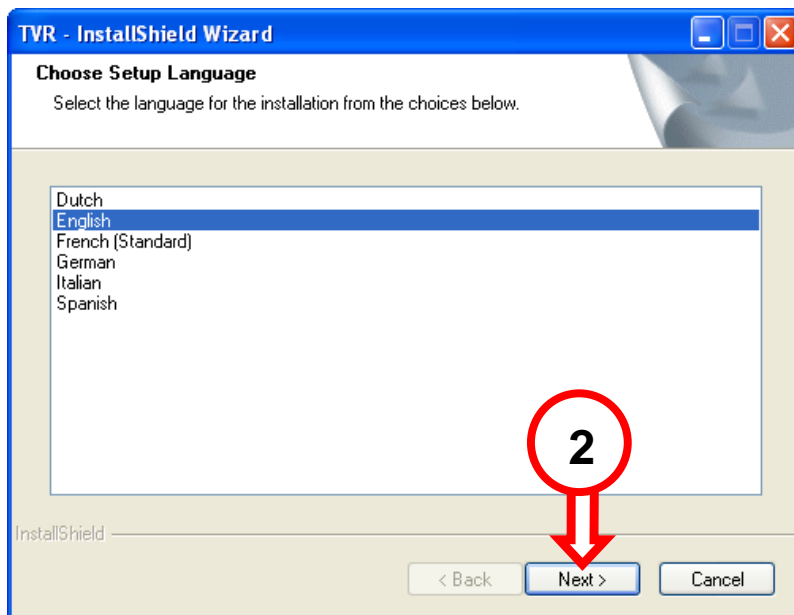 TVR - InstallShield Wizard
Choose Setup Language
Select the language for the installation from the choices below.
Dutch
English
French (Standard)
German
Italian
Spanish
2
InstallShield
< Back
Next >
Cancel